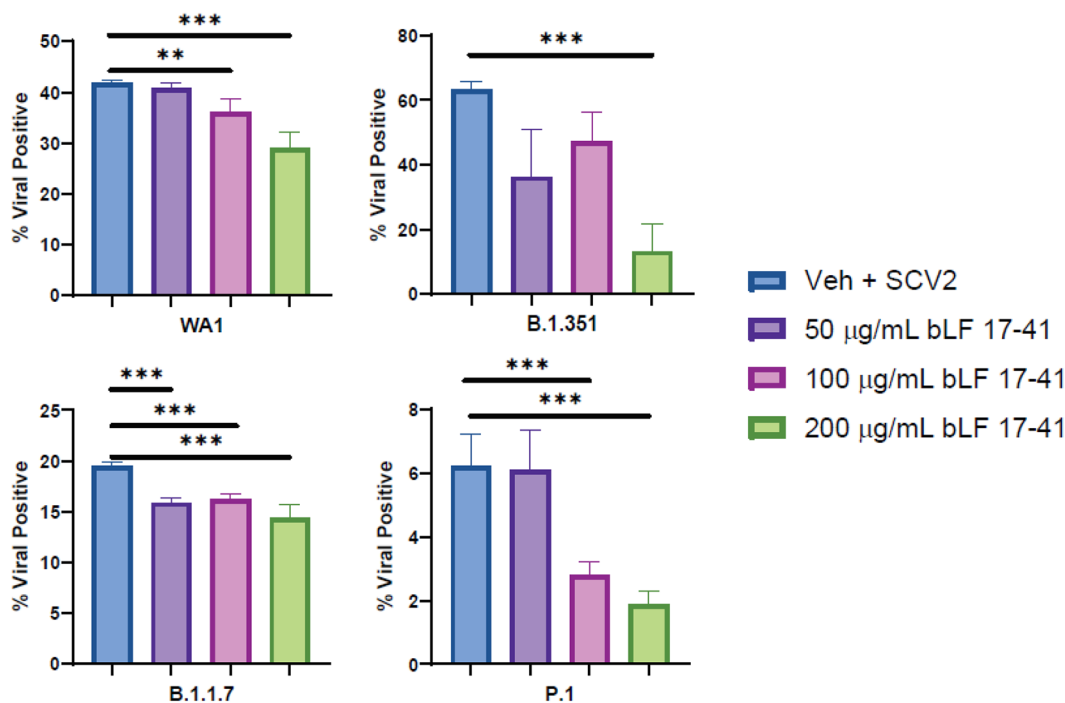 ***
**
50
40
30
20
10
0
% Viral Positive
WA1
***
80
60
40
20
0
% Viral Positive
B.1.351
***
***
***
25
20
15
10
5
0
% Viral Positive
B.1.1.7
***
***
8
6
4
2
0
% Viral Positive
P.1
Veh + SCV2
50 μg/mL bLF 17-41
100 μg/mL bLF 17-41
200 μg/mL bLF 17-41